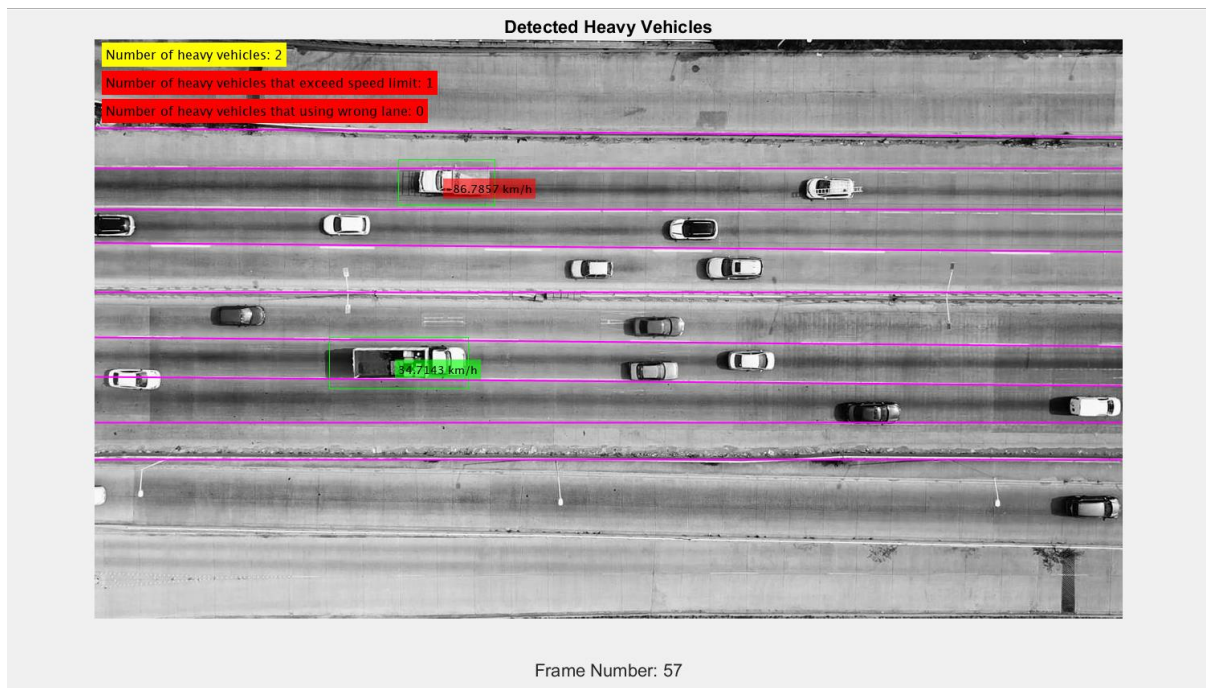 Detected Heavy Vehicles
Number of heavy vehicles: 2
Number of heavy vehicles that exceed speed limit: 1
Number of heavy vehicles that using wrong lane: 0
-86.7857 km/h
34.7143 km/h
Frame Number: 57